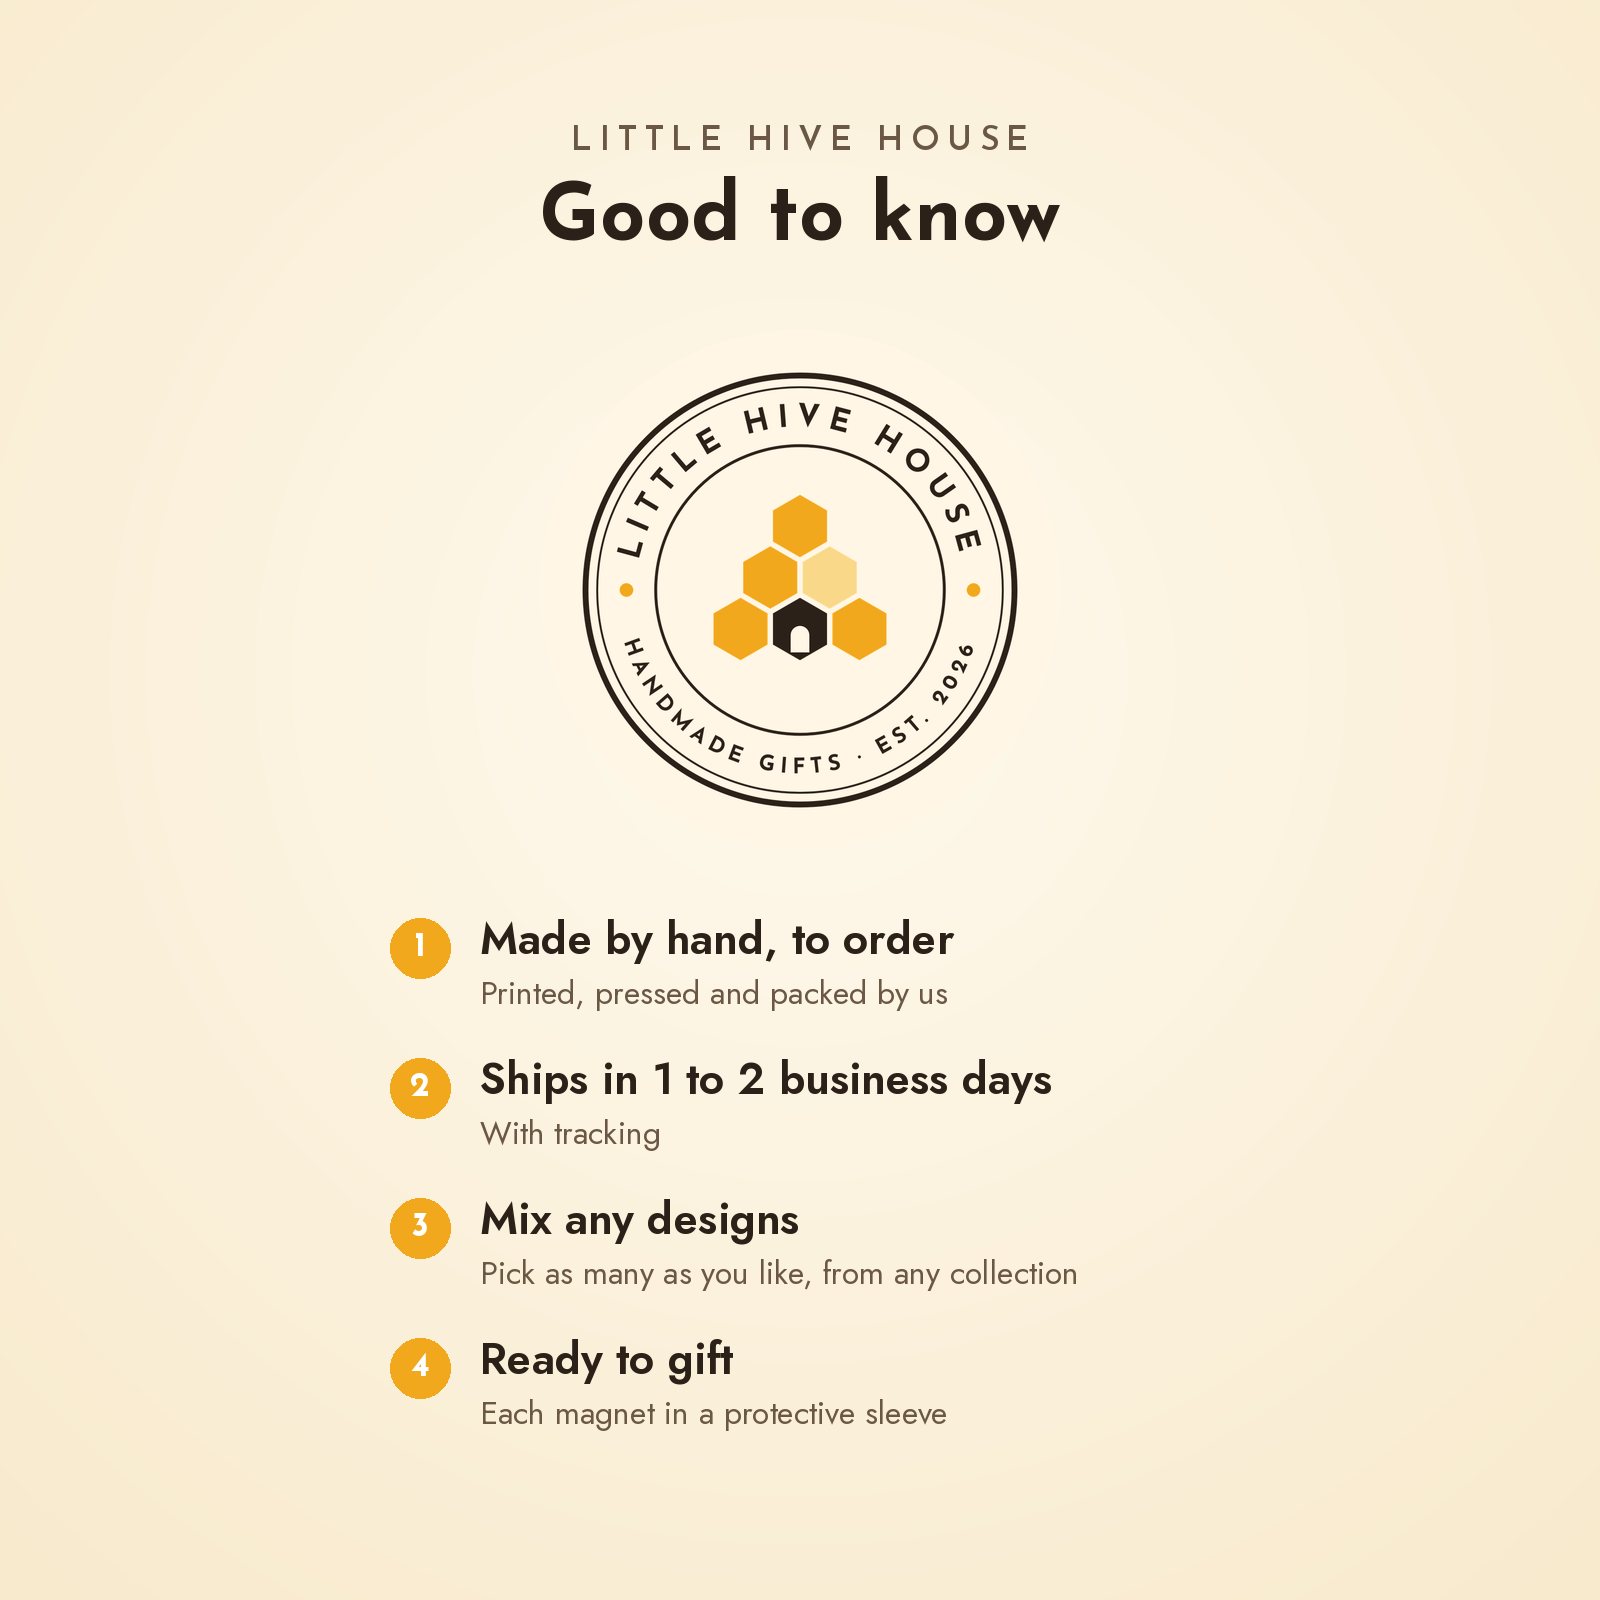 LITTLE HIVE HOUSE
Good to know
LITTLE HIVE HOUSE
HANDMADE GIFTS · EST. 2026
1 Made by hand, to order
Printed, pressed and packed by us
2 Ships in 1 to 2 business days
With tracking
3 Mix any designs
Pick as many as you like, from any collection
4 Ready to gift
Each magnet in a protective sleeve